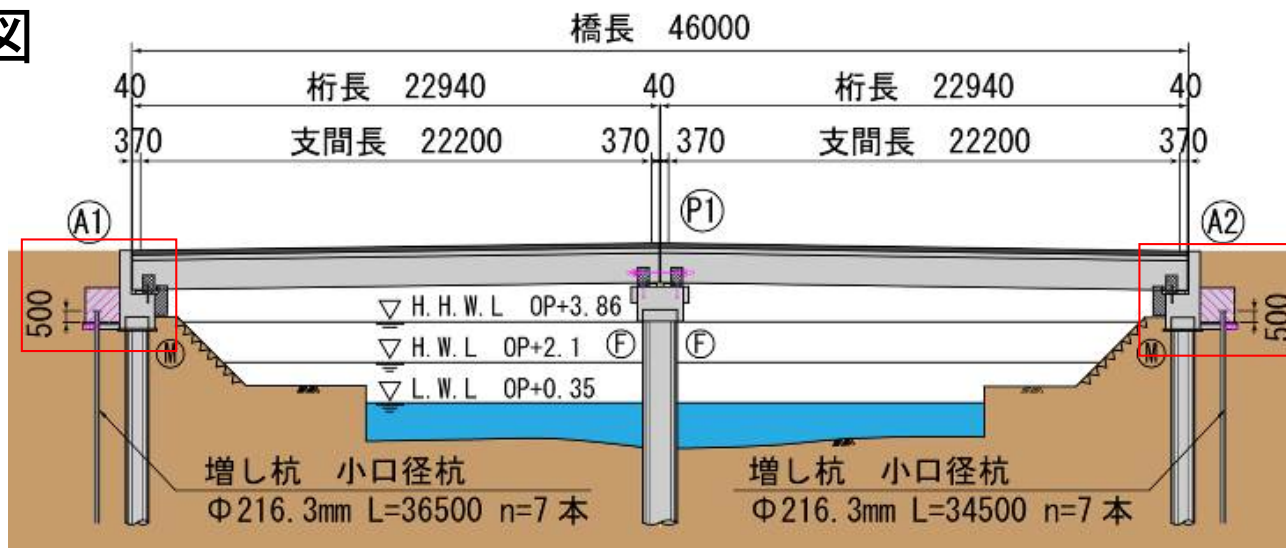 図
橋長 46000
40 桁長 22940 40 桁長 22940 40
370 支間長 22200 370 370 支間長 22200 370
A1 P1 A2
500 H.H.W.L OP+3.86 500
M H.W.L OP+2.1 F F M
L.W.L OP+0.35
増し杭 小口径杭 増し杭 小口径杭
Φ216.3mm L=36500 n=7本 Φ216.3mm L=34500 n=7本